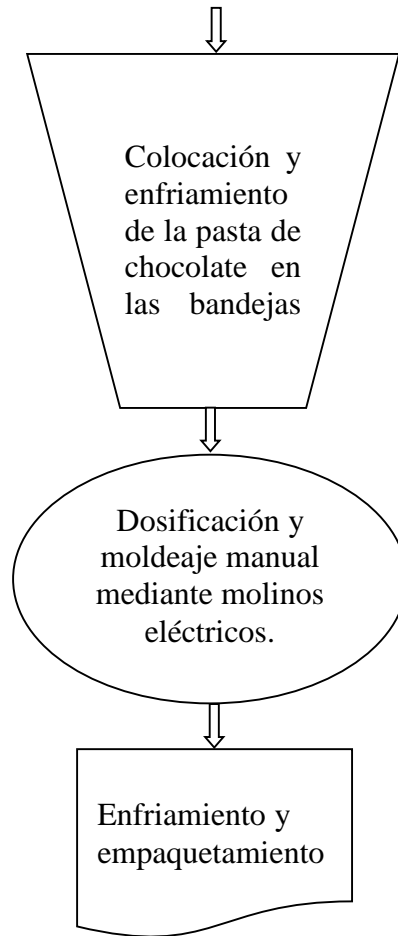 Colocación y
enfriamiento
de la pasta de
chocolate en
las bandejas
Dosificación y
moldeaje manual
mediante molinos
eléctricos.
Enfriamiento y
empaquetamiento